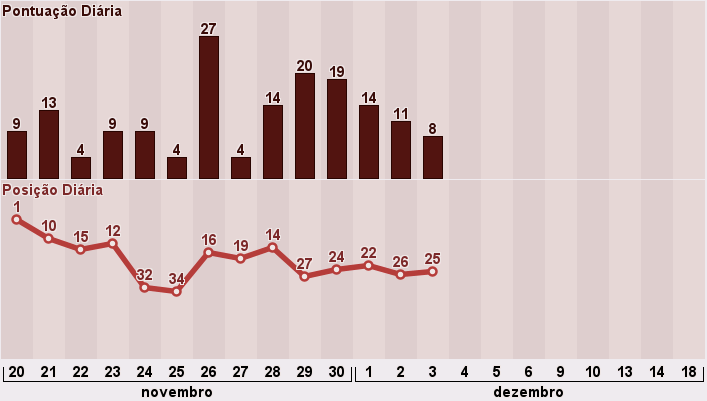 Pontuação Diária
9 13 4 9 9 4 27 4 14 20 19 14 11 8
Posição Diária
1 10 15 12 32 34 16 19 14 27 24 22 26 25
20 21 22 23 24 25 26 27 28 29 30 1 2 3 4 5 6 9 10 13 14 18
novembro dezembro